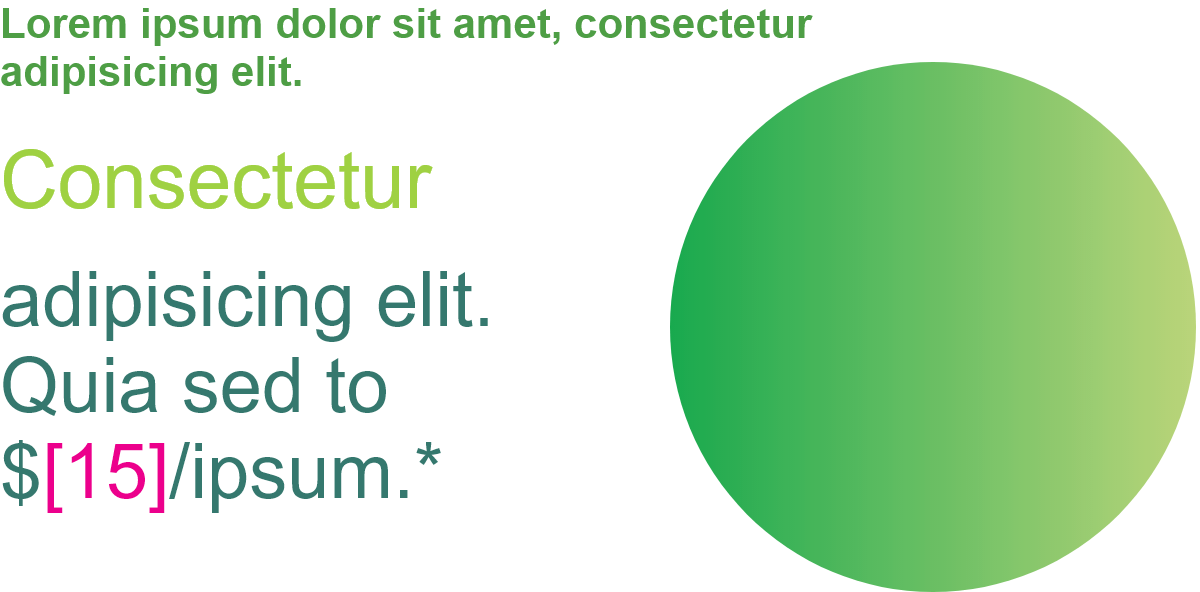 Lorem ipsum dolor sit amet, consectetur
adipisicing elit.
Consectetur
adipisicing elit.
Quia sed to
$[15]/ipsum.*